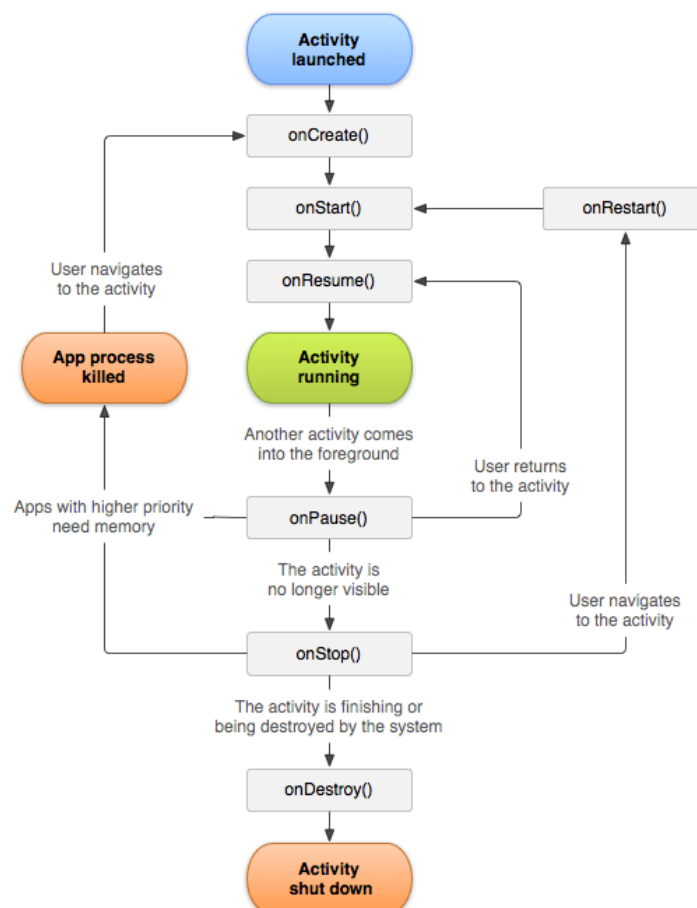 Activity
launched
onCreate()
onStart()
onRestart()
User navigates
to the activity
onResume()
App process
killed
Activity
running
Another activity comes
into the foreground
User returns
to the activity
Apps with higher priority
need memory
onPause()
The activity is
no longer visible
User navigates
to the activity
onStop()
The activity is finishing or
being destroyed by the system
onDestroy()
Activity
shut down